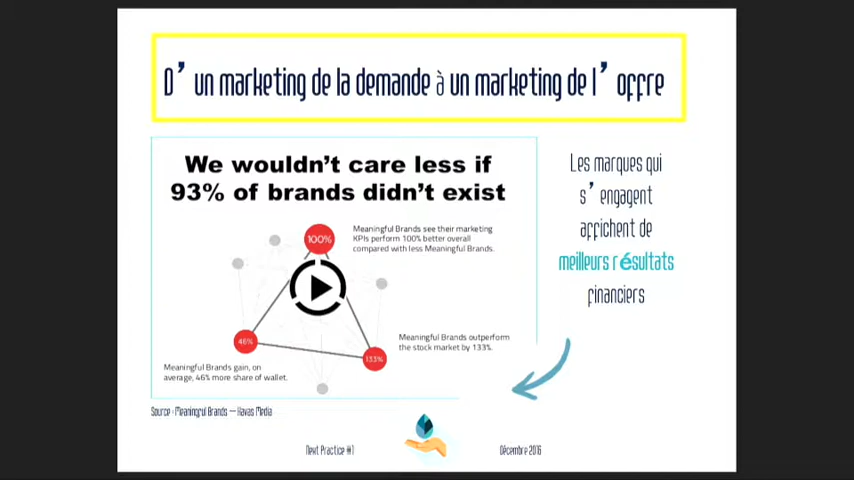 D’ un marketing de la demande à un marketing de l’ offre
We wouldn’t care less if
93% of brands didn’t exist
Meaningful Brands see their marketing
KPIs perform 100% better overall
compared with less Meaningful Brands.
100%
46%
133%
Meaningful Brands outperform
the stock market by 133%.
Meaningful Brands gain, on
average, 46% more share of wallet.
Les marques qui
s’ engagent
affichent de
meilleurs résultats
financiers
Source : Meaningful Brands – Havas Media
Next Practice #1
Décembre 2016